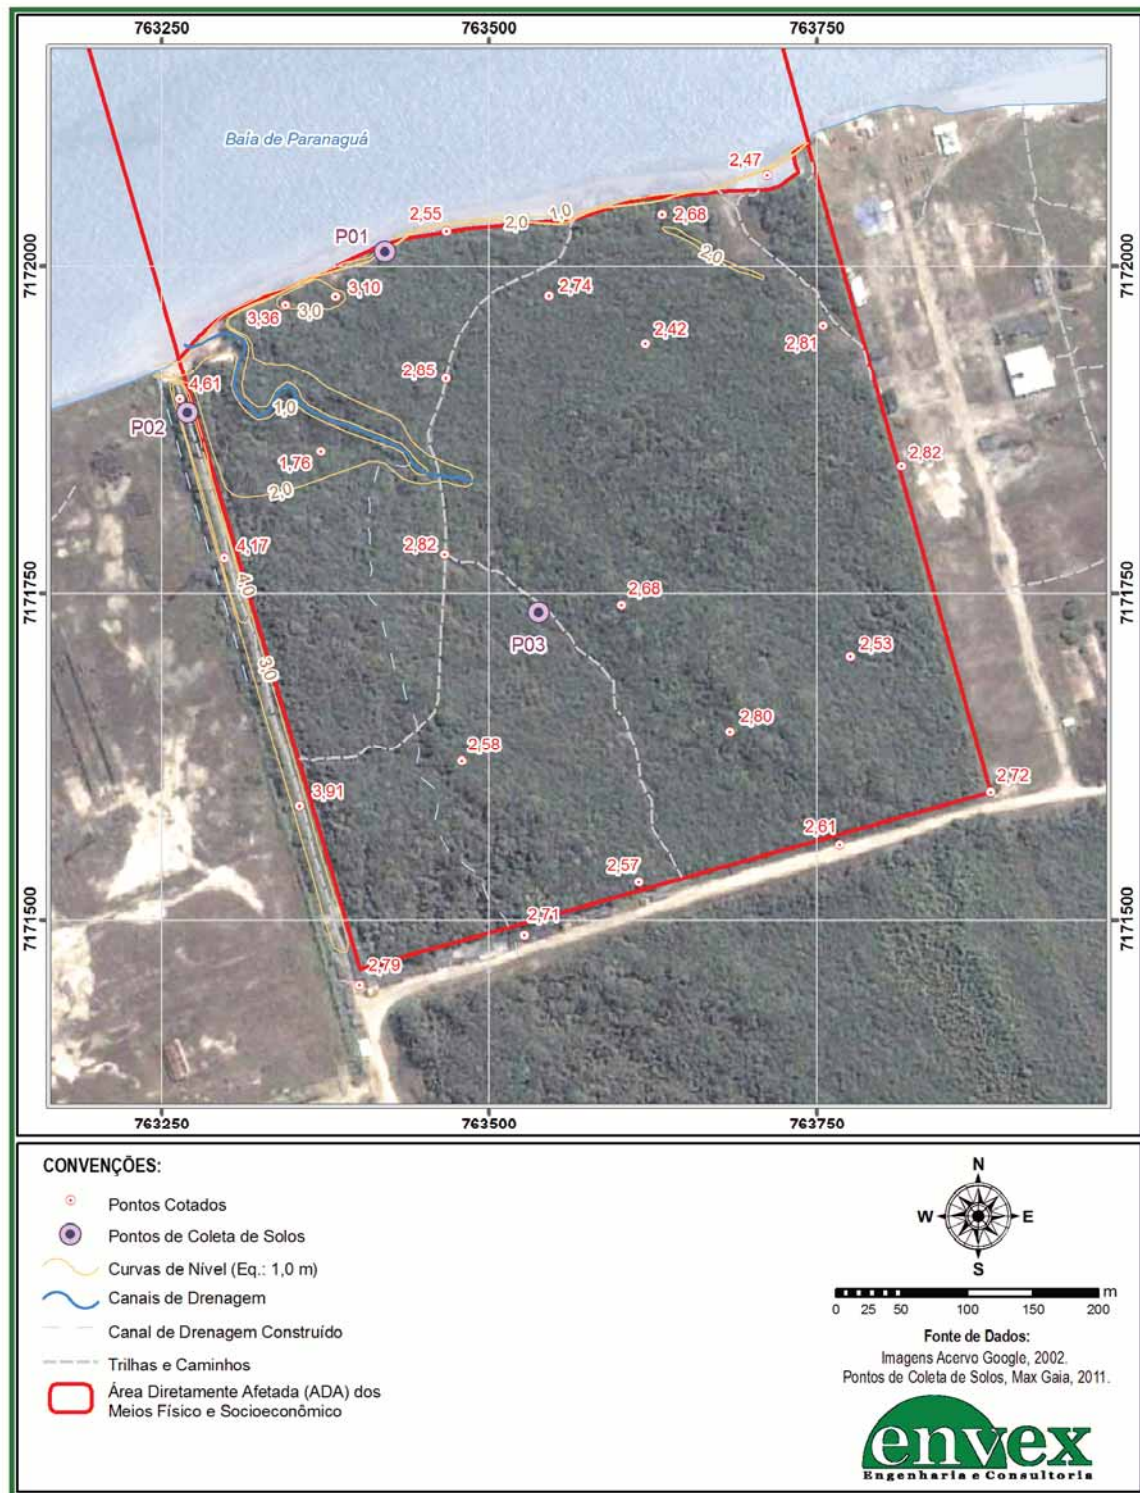 763250 763500 763750
Baía de Paranaguá
2,47
2,55
2,0
1,0
2,68
P01
7172000
7172000
2,0
3,10
2,74
3,36
3,0
2,42
2,81
2,85
4,61
P02
1,0
1,76
2,82
2,0
4,17
2,82
4,0
7171750
7171750
2,68
P03
2,53
3,0
2,80
2,58
3,91
2,72
2,61
2,57
7171500
7171500
2,71
2,79
763250 763500 763750
CONVENÇÕES:
Pontos Cotados
Pontos de Coleta de Solos
Curvas de Nível (Eq.: 1,0 m)
Canais de Drenagem
Canal de Drenagem Construído
Trilhas e Caminhos
Área Diretamente Afetada (ADA) dos
Meios Físico e Socioeconômico
N
W E
S
m
0 25 50 100 150 200
Fonte de Dados:
Imagens Acervo Google, 2002.
Pontos de Coleta de Solos, Max Gaia, 2011.
envex
Engenharia e Consultoria